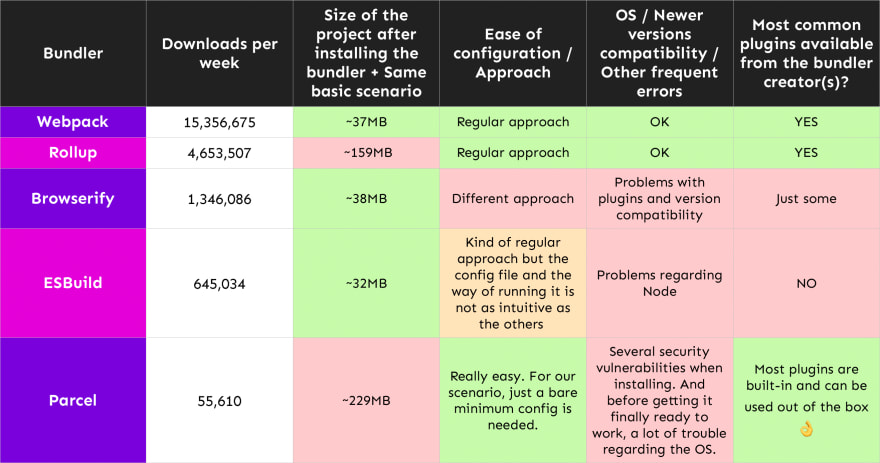 Bundler
Downloads per
week
Size of the
project after
installing the
bundler + Same
basic scenario
Ease of
configuration /
Approach
OS / Newer
versions
compatibility /
Other frequent
errors
Most common
plugins available
from the bundler
creator(s)?
Webpack
15,356,675
~37MB
Regular approach
OK
YES
Rollup
4,653,507
~159MB
Regular approach
OK
YES
Browserify
1,346,086
~38MB
Different approach
Problems with
plugins and version
compatibility
Just some
ESBuild
645,034
~32MB
Kind of regular
approach but the
config file and the
way of running it is
not as intuitive as
the others
Problems regarding
Node
NO
Parcel
55,610
~229MB
Really easy. For our
scenario, just a bare
minimum config is
needed.
Several security
vulnerabilities when
installing. And
before getting it
finally ready to
work, a lot of trouble
regarding the OS.
Most plugins are
built-in and can be
used out of the box
👌